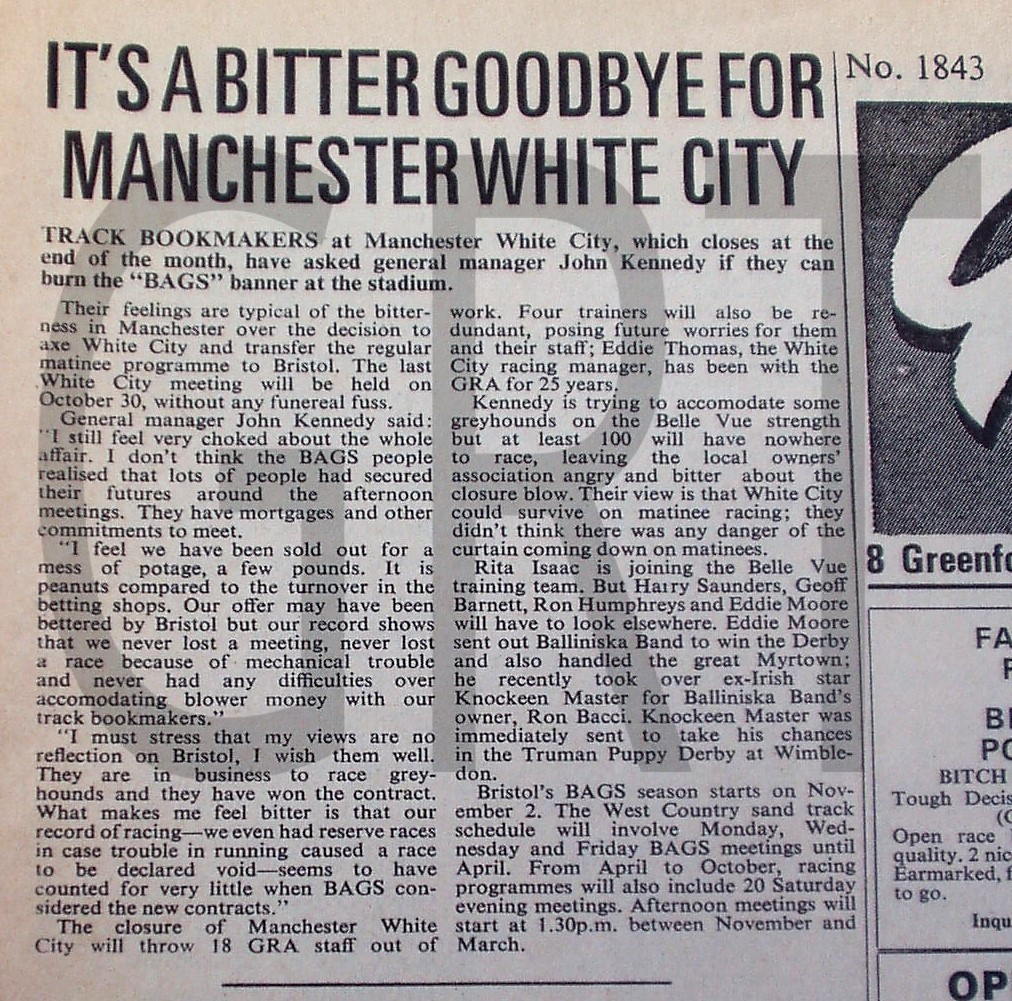 IT'S A BITTER GOODBYE FOR
MANCHESTER WHITE CITY
TRACK BOOKMAKERS at Manchester White City, which closes at the
end of the month, have asked general manager John Kennedy if they can
burn the “BAGS” banner at the stadium.
Their feelings are typical of the bitter-
ness in Manchester over the decision to
axe White City and transfer the regular
matinee programme to Bristol. The last
White City meeting will be held on
October 30, without any funereal fuss.
General manager John Kennedy said:
“I still feel very choked about the whole
affair. I don't think the BAGS people
realised that lots of people had secured
their futures around the afternoon
meetings. They have mortgages and other
commitments to meet.
“I feel we have been sold out for a
mess of potage, a few pounds. It is
peanuts compared to the turnover in the
betting shops. Our offer may have been
bettered by Bristol but our record shows
that we never lost a meeting, never lost
a race because of mechanical trouble
and never had any difficulties over
accomodating blower money with our
track bookmakers.”
“I must stress that my views are no
reflection on Bristol, I wish them well.
They are in business to race grey-
hounds and they have won the contract.
What makes me feel bitter is that our
record of racing—we even had reserve races
in case trouble in running caused a race
to be declared void—seems to have
counted for very little when BAGS con-
sidered the new contracts.”
The closure of Manchester White
City will throw 18 GRA staff out of
work. Four trainers will also be re-
dundant, posing future worries for them
and their staff; Eddie Thomas, the White
City racing manager, has been with the
GRA for 25 years.
Kennedy is trying to accomodate some
greyhounds on the Belle Vue strength
but at least 100 will have nowhere
to race, leaving the local owners'
association angry and bitter about the
closure blow. Their view is that White City
could survive on matinee racing; they
didn't think there was any danger of the
curtain coming down on matinees.
Rita Isaac is joining the Belle Vue
training team. But Harry Saunders, Geoff
Barnett, Ron Humphreys and Eddie Moore
will have to look elsewhere. Eddie Moore
sent out Balliniska Band to win the Derby
and also handled the great Myrtown;
he recently took over ex-Irish star
Knockeen Master for Balliniska Band's
owner, Ron Bacci. Knockeen Master was
immediately sent to take his chances
in the Truman Puppy Derby at Wimble-
don.
Bristol's BAGS season starts on Nov-
ember 2. The West Country sand track
schedule will involve Monday, Wed-
nesday and Friday BAGS meetings until
April. From April to October, racing
programmes will also include 20 Saturday
evening meetings. Afternoon meetings will
start at 1.30p.m. between November and
March.
No. 1843
8 Greenfo
FA
BI
PO
BITCH
Tough Decis
Open race
quality. 2 nic
Earmarked, f
to go.
Inqu
OP
GRT